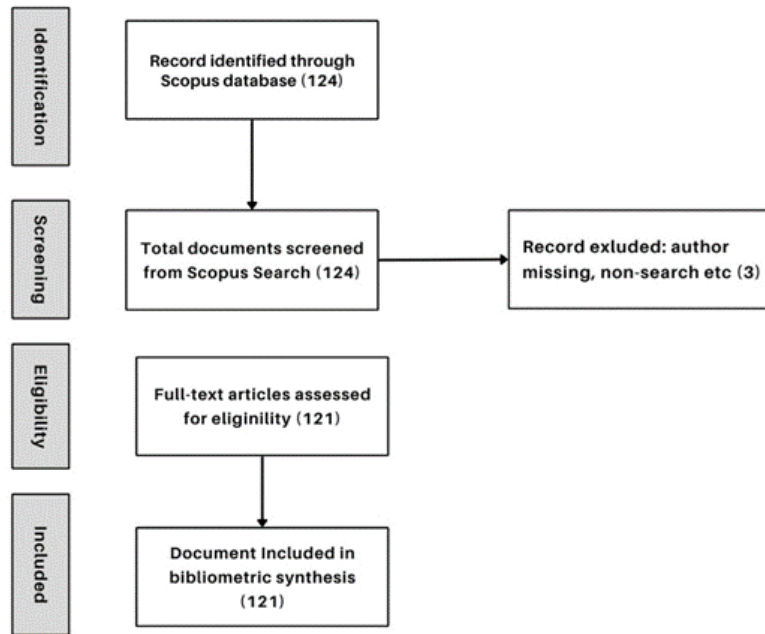 Identification
Record identified through
Scopus database (124)
Screening
Total documents screened
from Scopus Search (124)
Record exluded: author
missing, non-search etc (3)
Eligibility
Full-text articles assessed
for eliginility (121)
Included
Document Included in
bibliometric synthesis
(121)